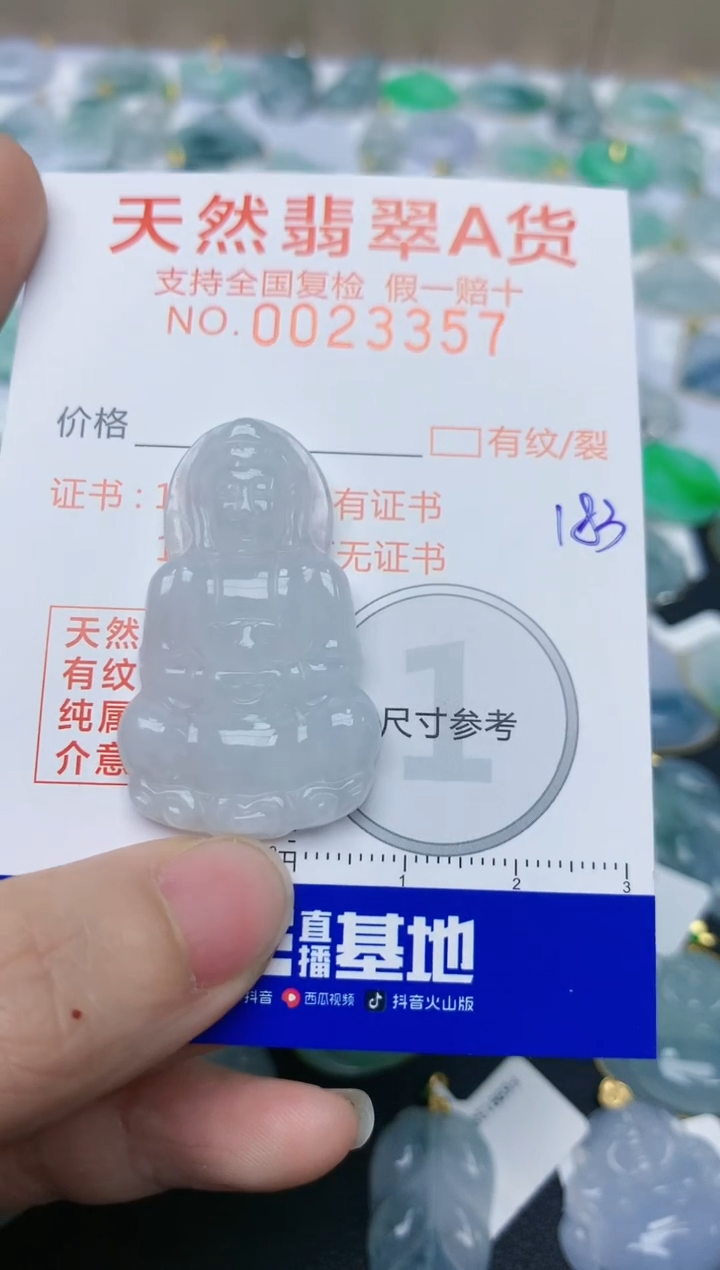 天然翡翠A货
支持全国复检 假一赔十
NO.0023357
价格
有纹/裂
证书:
有证书
无证书
183
天然
有纹
纯属
介意
1
尺寸参考
1 2 3
直播基地
抖音 西瓜视频 抖音火山版